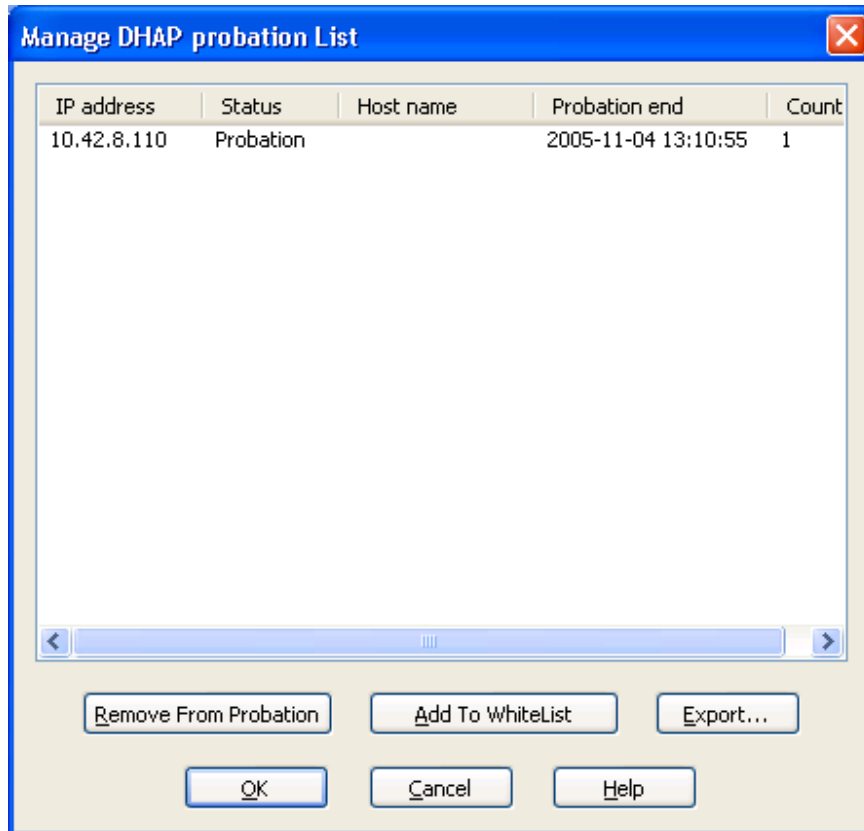 Manage DHAP probation List
IP address Status Host name Probation end Count
10.42.8.110 Probation 2005-11-04 13:10:55 1
Remove From Probation Add To WhiteList Export...
OK Cancel Help